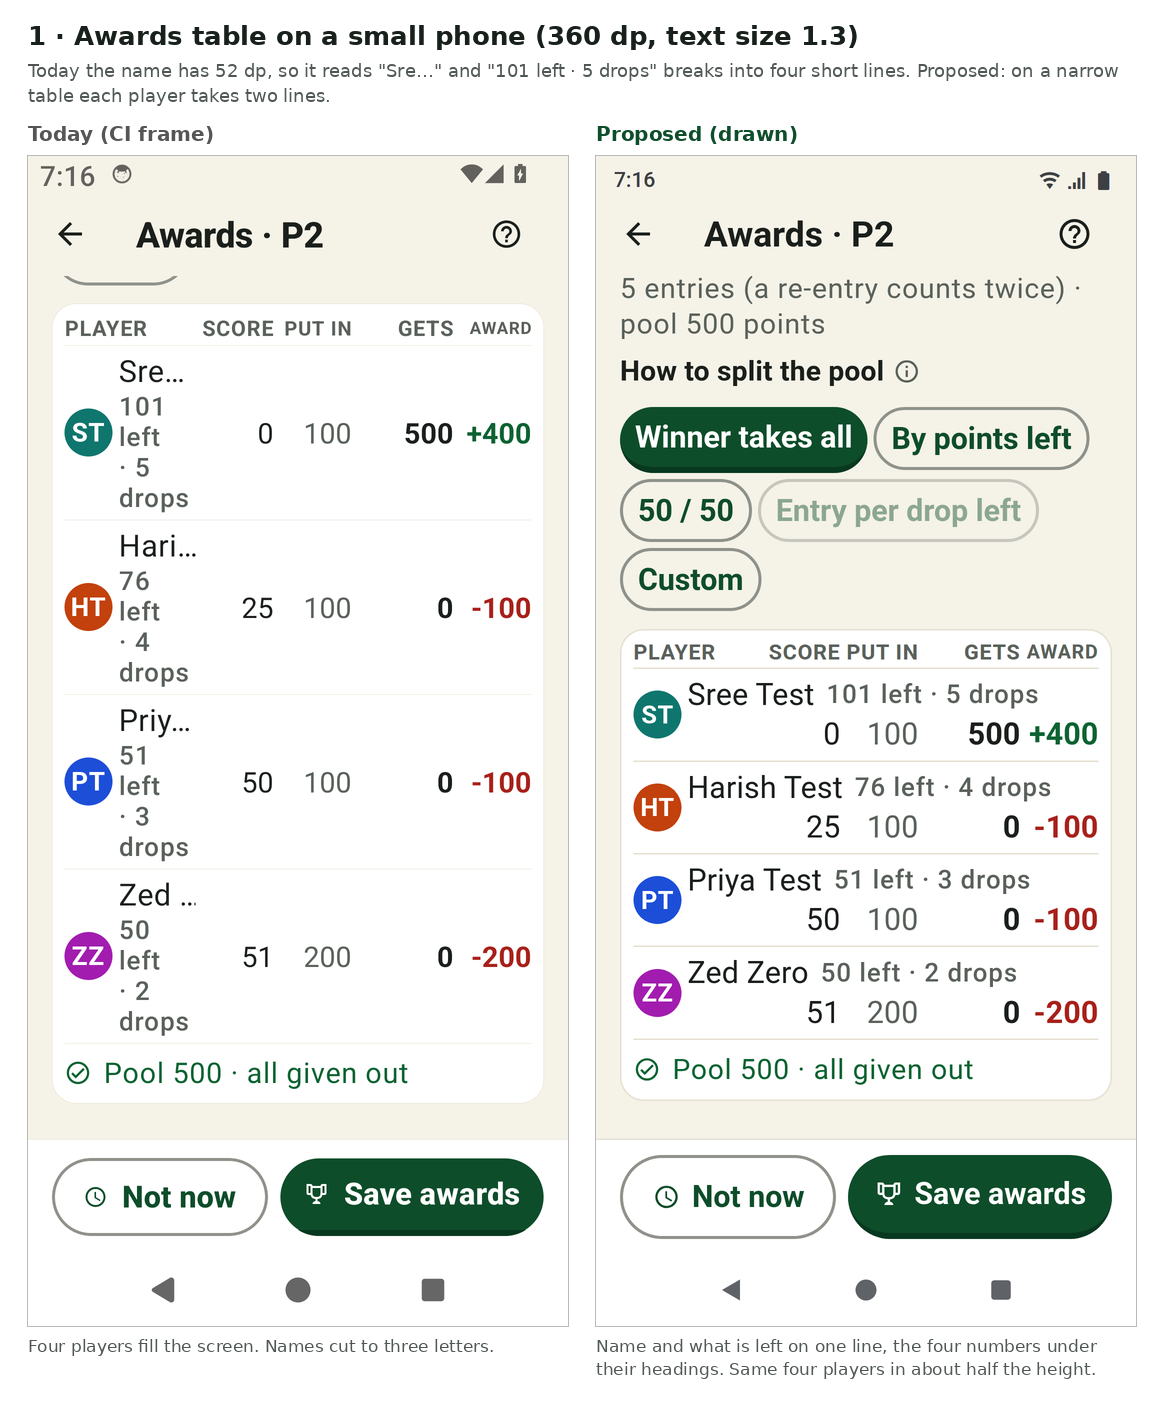 1 · Awards table on a small phone (360 dp, text size 1.3)
Today the name has 52 dp, so it reads "Sre…" and "101 left · 5 drops" breaks into four short lines. Proposed: on a narrow
table each player takes two lines.
Today (CI frame)
7:16
Awards · P2
PLAYER SCORE PUT IN GETS AWARD
Sre...
101
left
· 5
drops
ST 0 100 500 +400
Hari...
76
left
· 4
drops
HT 25 100 0 -100
Priy...
51
left
· 3
drops
PT 50 100 0 -100
Zed ...
50
left
· 2
drops
ZZ 51 200 0 -200
Pool 500 · all given out
Not now Save awards
Four players fill the screen. Names cut to three letters.
Proposed (drawn)
7:16
Awards · P2
5 entries (a re-entry counts twice) ·
pool 500 points
How to split the pool
Winner takes all By points left
50 / 50 Entry per drop left
Custom
PLAYER SCORE PUT IN GETS AWARD
ST Sree Test 101 left · 5 drops
0 100 500 +400
HT Harish Test 76 left · 4 drops
25 100 0 -100
PT Priya Test 51 left · 3 drops
50 100 0 -100
ZZ Zed Zero 50 left · 2 drops
51 200 0 -200
Pool 500 · all given out
Not now Save awards
Name and what is left on one line, the four numbers under
their headings. Same four players in about half the height.